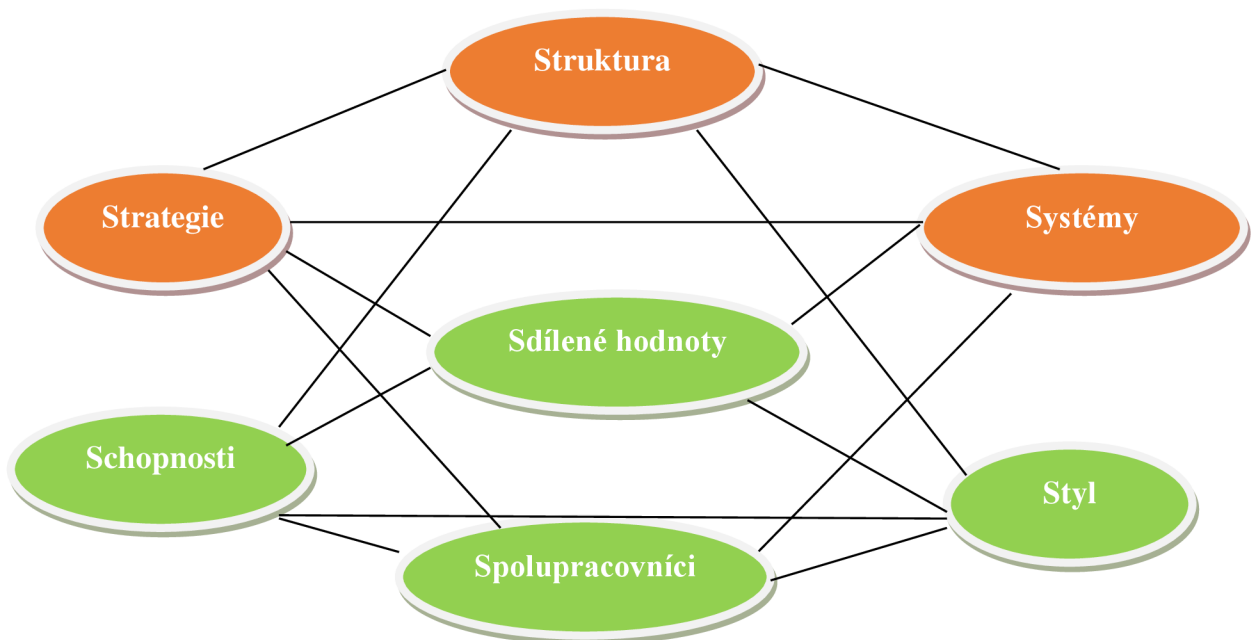 Struktura
Strategie
Systémy
Sdílené hodnoty
Schopnosti
Styl
Spolupracovníci